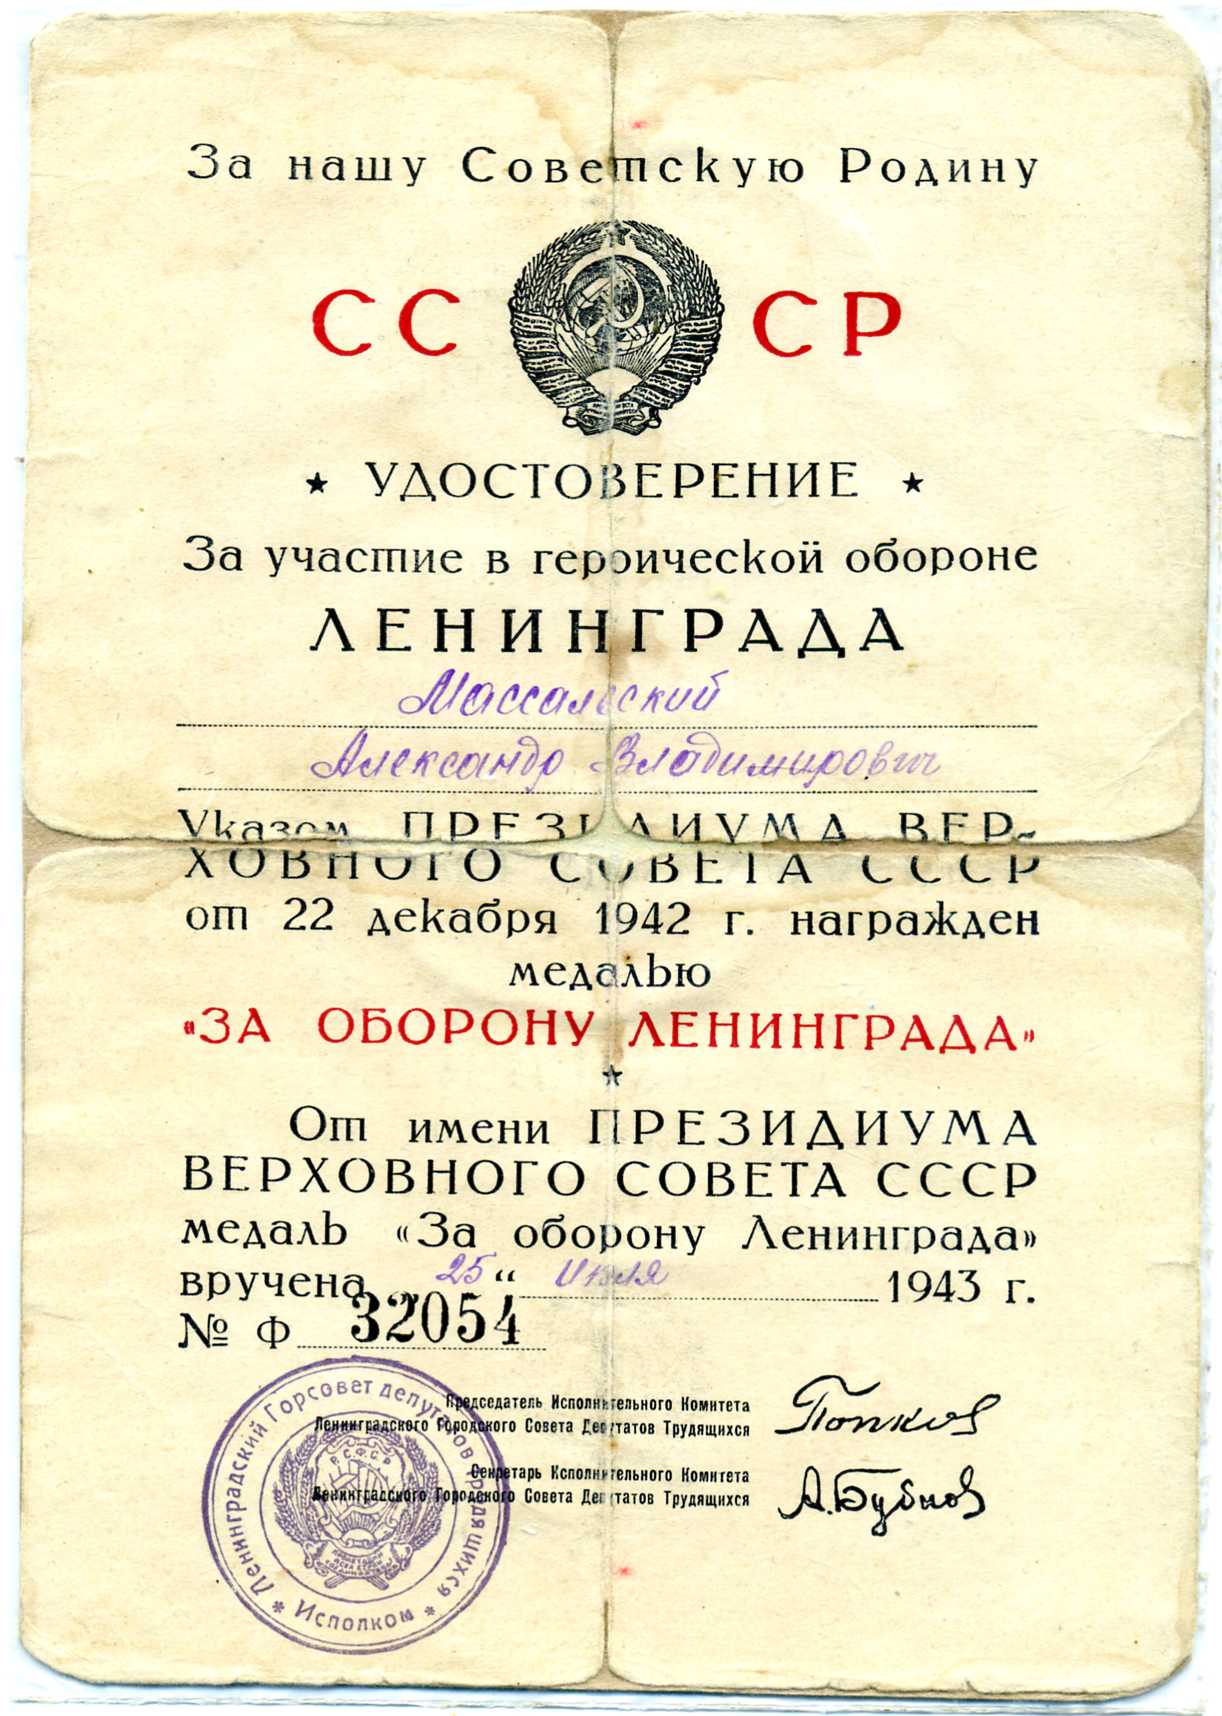 За нашу Советскую Родину
СС СР
★ УДОСТОВЕРЕНИЕ ★
За участие в героической обороне
ЛЕНИНГРАДА
Массальский
Александр Владимирович
Указом ПРЕЗИДИУМА ВЕР-
ХОВНОГО СОВЕТА СССР
от 22 декабря 1942 г. награжден
медалью
«ЗА ОБОРОНУ ЛЕНИНГРАДА»
★
От имени ПРЕЗИДИУМА
ВЕРХОВНОГО СОВЕТА СССР
медаль «За оборону Ленинграда»
вручена „25“ июля 1943 г.
№ Ф 32054
Председатель Исполнительного Комитета
Ленинградского Городского Совета Депутатов Трудящихся
Попков
Секретарь Исполнительного Комитета
Ленинградского Городского Совета Депутатов Трудящихся
А. Бубнов
Ленинградский Горсовет депутатов трудящихся
* Исполком *
Р.С.Ф.С.Р.